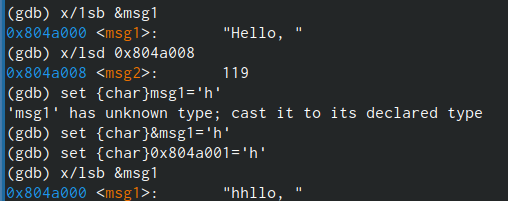 (gdb) x/1sb &msg1
0x804a000 <msg1>:	"Hello, "
(gdb) x/lsd 0x804a008
0x804a008 <msg2>:	119
(gdb) set {char}msg1='h'
'msg1' has unknown type; cast it to its declared type
(gdb) set {char}&msg1='h'
(gdb) set {char}0x804a001='h'
(gdb) x/lsb &msg1
0x804a000 <msg1>:	"hhllo, "